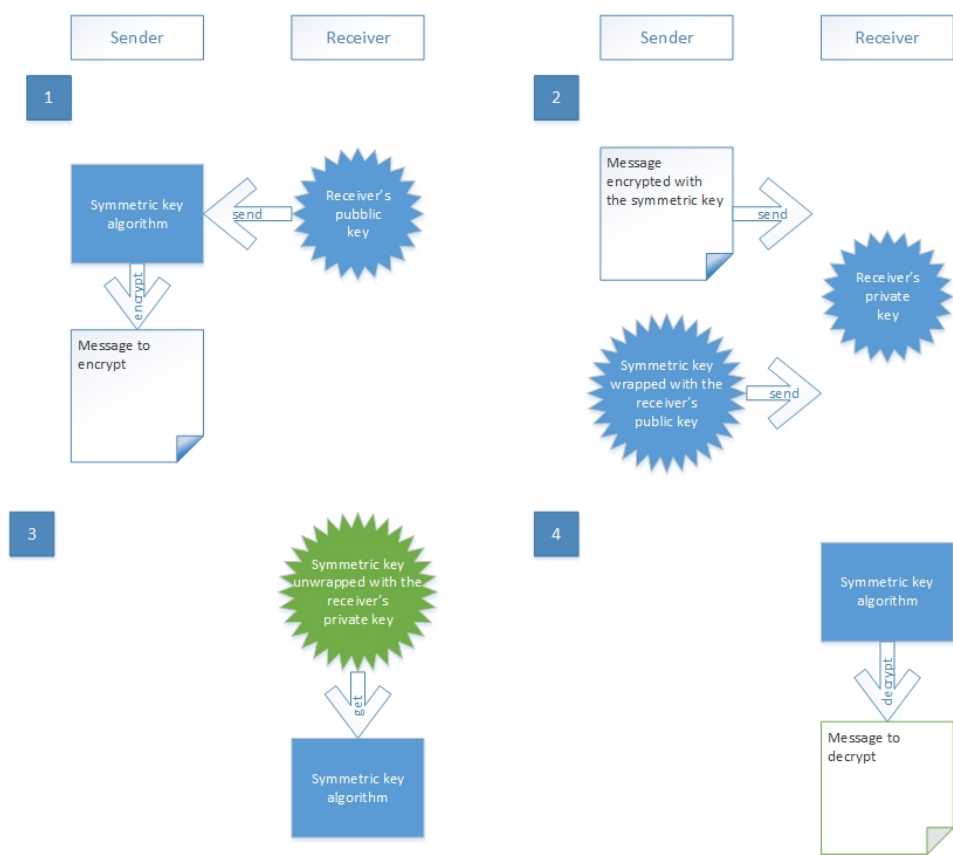 Sender
Receiver
Sender
Receiver
1
2
Symmetric key
algorithm
send
Receiver's
pubblic
key
encrypt
Message to
encrypt
Message
encrypted with
the symmetric key
send
Receiver's
private
key
Symmetric key
wrapped with the
receiver's
public key
send
3
4
Symmetric key
unwrapped with the
receiver's
private key
get
Symmetric key
algorithm
Symmetric key
algorithm
decrypt
Message to
decrypt